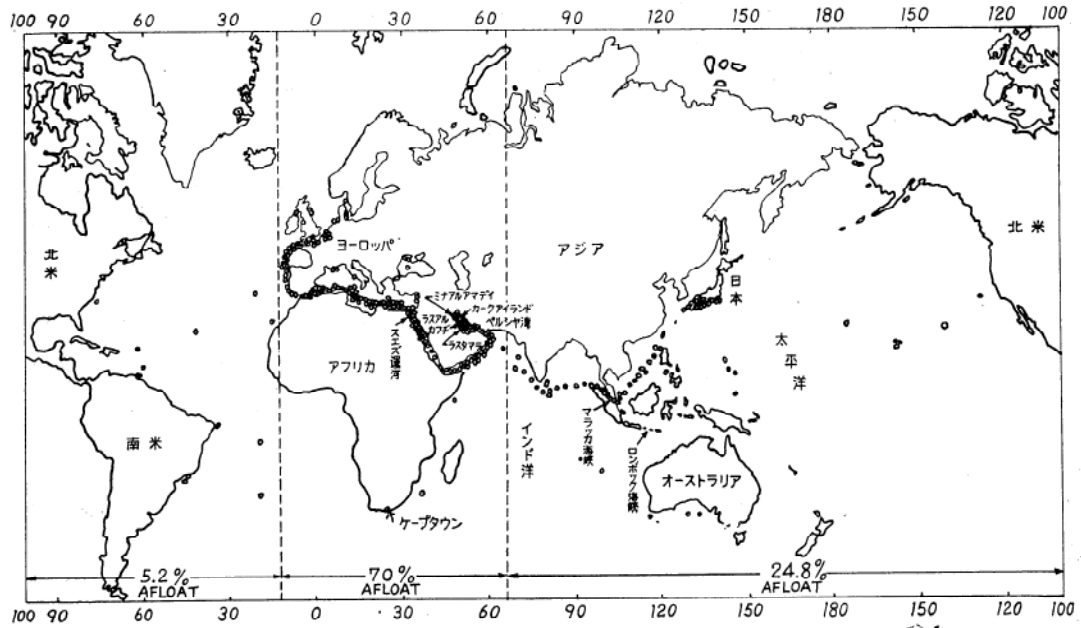 100 90 60 30 0 30 60 90 120 150 180 150 120 100
北米
ヨーロッパ
アジア
北米
日本
ミナアルアマデイ
カークアイランド
ラスアル
カフヂ
ペルシヤ湾
ラスタヌラ
スエズ運河
アフリカ
太平洋
南米
インド洋
マラッカ海峡
ロンボック海峡
オーストラリア
ケープタウン
5.2%
AFLOAT
70%
AFLOAT
24.8%
AFLOAT
100 90 60 30 0 30 60 90 120 150 180 150 120 100